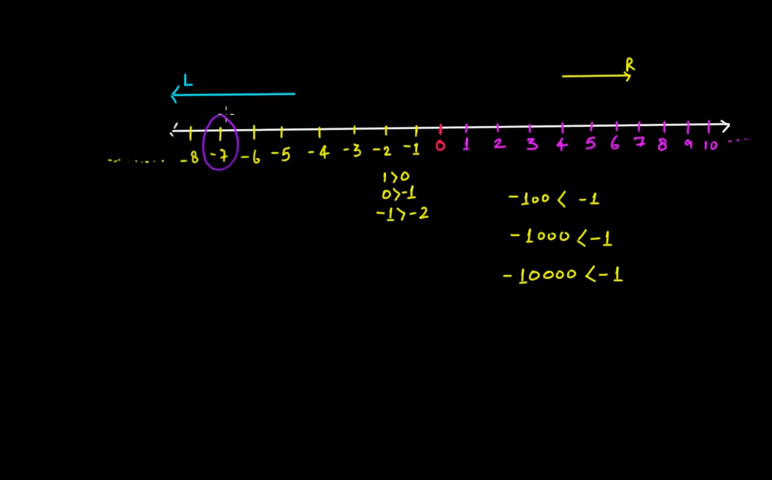 L
R
........ -8 -7 -6 -5 -4 -3 -2 -1 0 1 2 3 4 5 6 7 8 9 10 ....
1>0
0>-1
-1>-2
-100 < -1
-1000 < -1
-10000 < -1